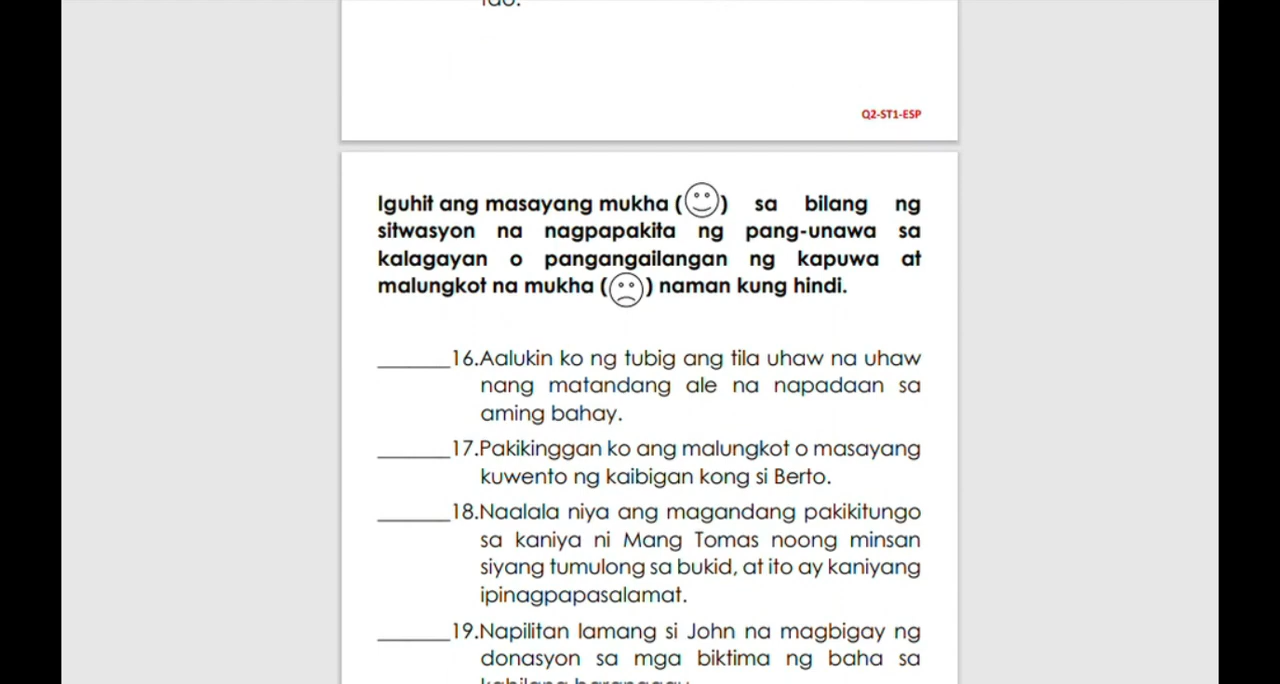 Q2-ST1-ESP
Iguhit ang masayang mukha ( ) sa bilang ng
sitwasyon na nagpapakita ng pang-unawa sa
kalagayan o pangangailangan ng kapuwa at
malungkot na mukha ( ) naman kung hindi.
_______16.Aalukin ko ng tubig ang tila uhaw na uhaw
nang matandang ale na napadaan sa
aming bahay.
_______17.Pakikinggan ko ang malungkot o masayang
kuwento ng kaibigan kong si Berto.
_______18.Naalala niya ang magandang pakikitungo
sa kaniya ni Mang Tomas noong minsan
siyang tumulong sa bukid, at ito ay kaniyang
ipinagpapasalamat.
_______19.Napilitan lamang si John na magbigay ng
donasyon sa mga biktima ng baha sa